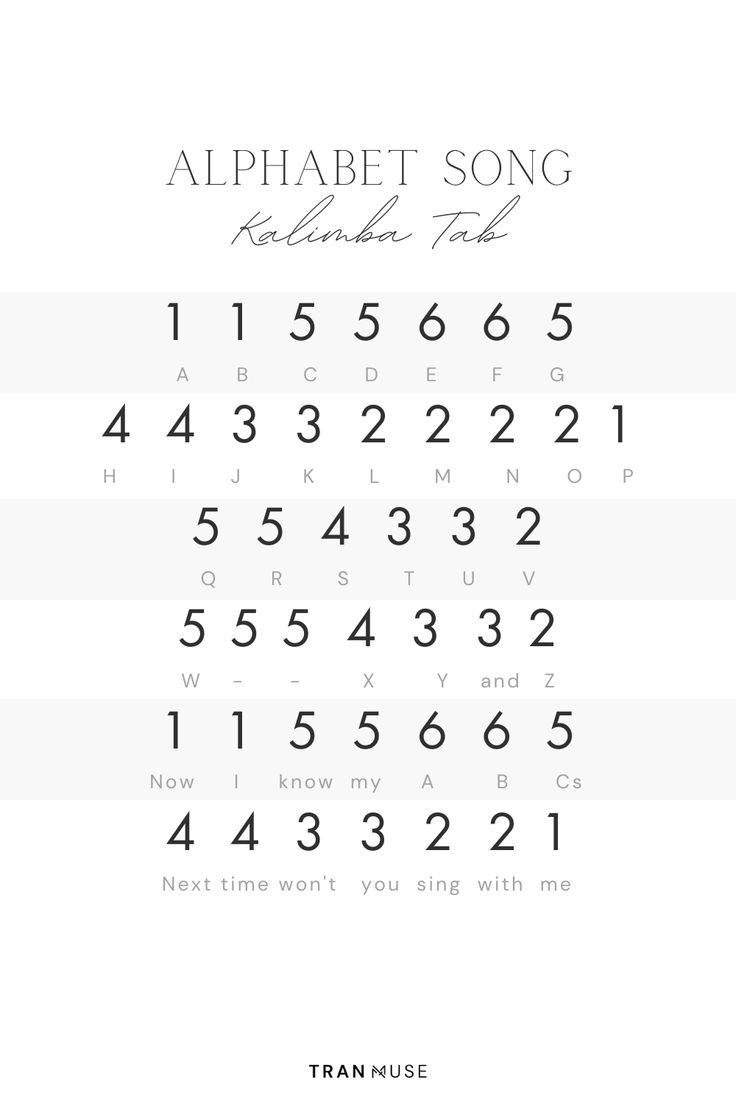 ALPHABET SONG
Kalimba Tab
1 1 5 5 6 6 5
A B C D E F G
4 4 3 3 2 2 2 2 1
H I J K L M N O P
5 5 4 3 3 2
Q R S T U V
5 5 5 4 3 3 2
W - - X Y and Z
1 1 5 5 6 6 5
Now I know my A B Cs
4 4 3 3 2 2 1
Next time won't you sing with me
TRAN MUSE